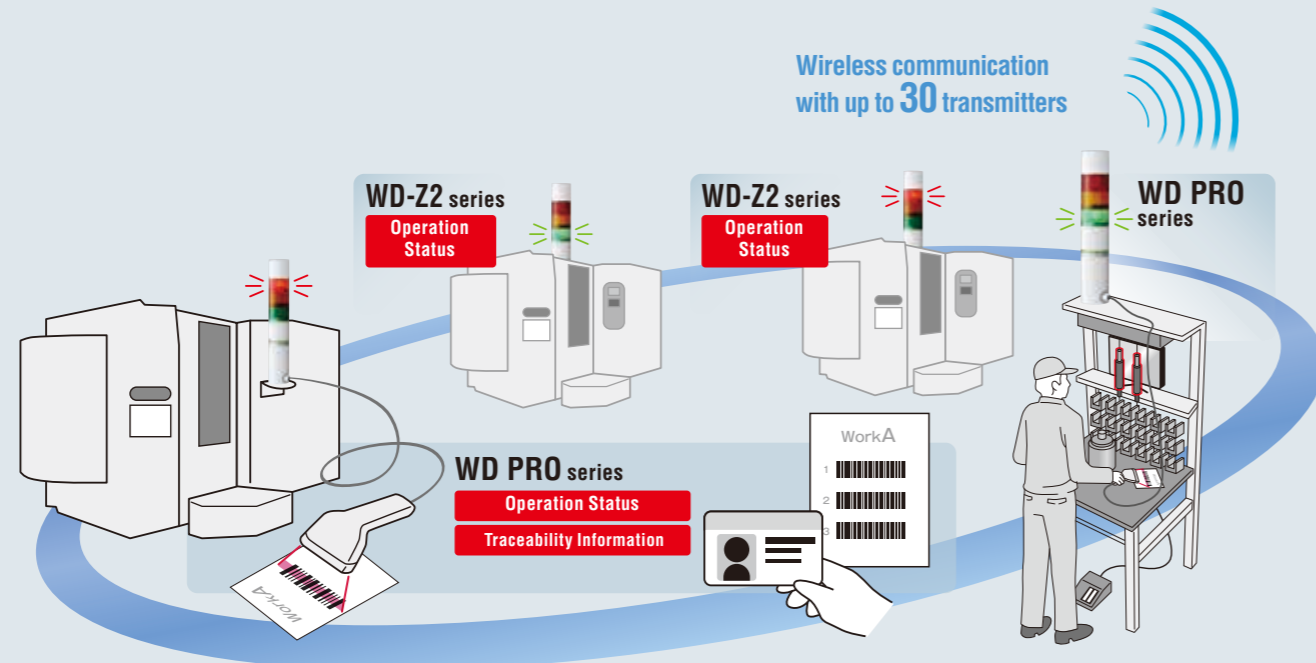 Wireless communication
with up to 30 transmitters
WD-Z2 series
Operation
Status
WD-Z2 series
Operation
Status
WD PRO
series
WD PRO series
Operation Status
Traceability Information
WorkA
1
2
3
WorkA